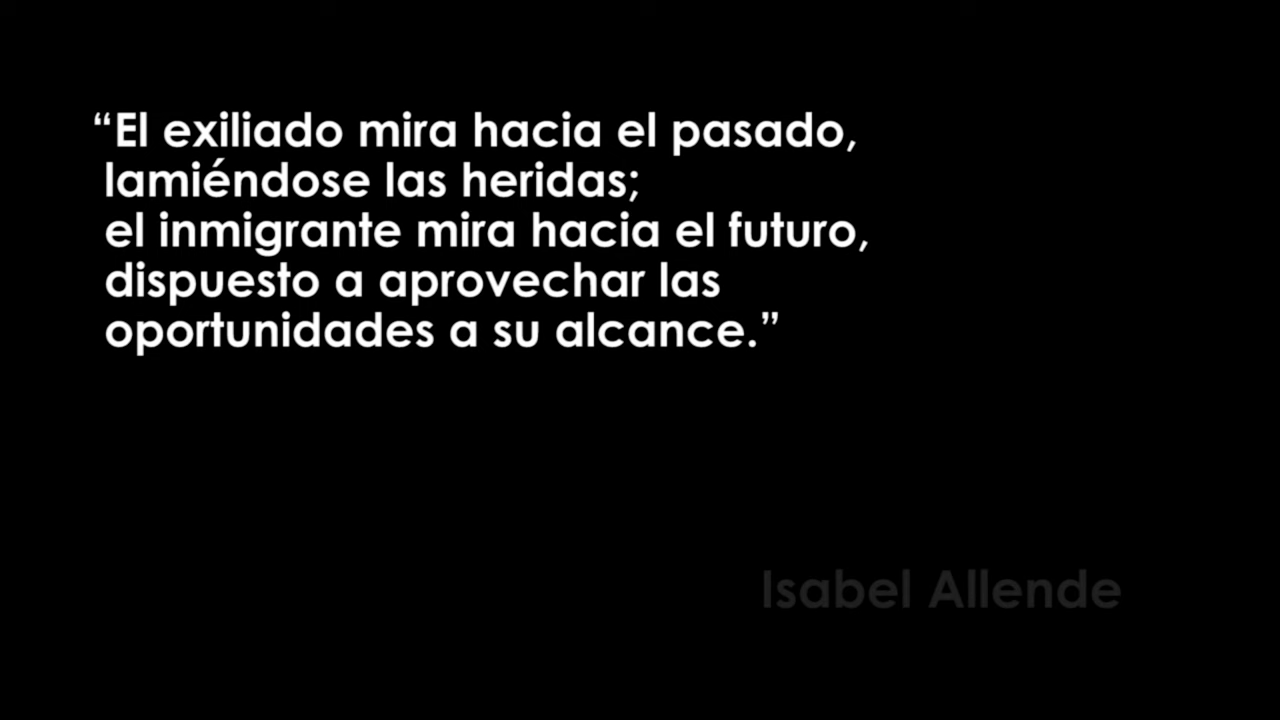 “El exiliado mira hacia el pasado,
lamiéndose las heridas;
el inmigrante mira hacia el futuro,
dispuesto a aprovechar las
oportunidades a su alcance.”
Isabel Allende